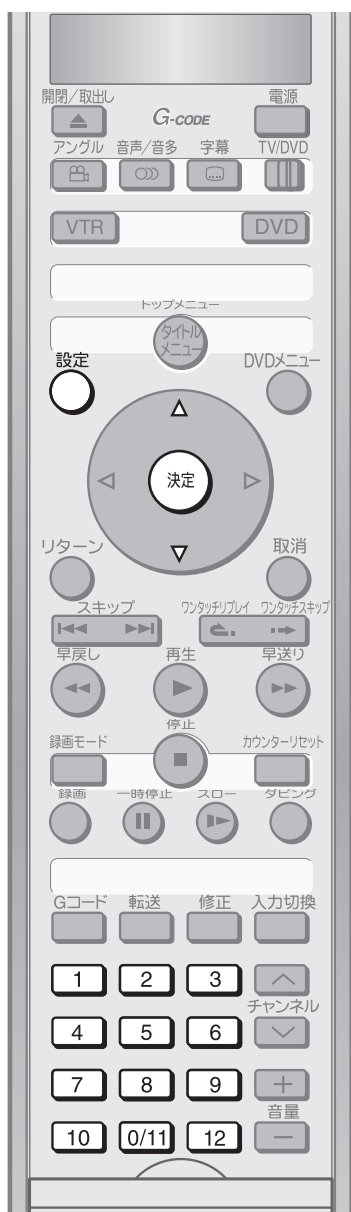 開閉/取出し 電源
G-CODE
アングル 音声/音多 字幕 TV/DVD
VTR DVD
トップメニュー
タイトル
メニュー
設定 DVDメニュー
決定
リターン 取消
スキップ ワンタッチリプレイ ワンタッチスキップ
早戻し 再生 早送り
停止
録画モード カウンターリセット
録画 一時停止 スロー ダビング
Gコード 転送 修正 入力切換
1 2 3
チャンネル
4 5 6
7 8 9
音量
10 0/11 12